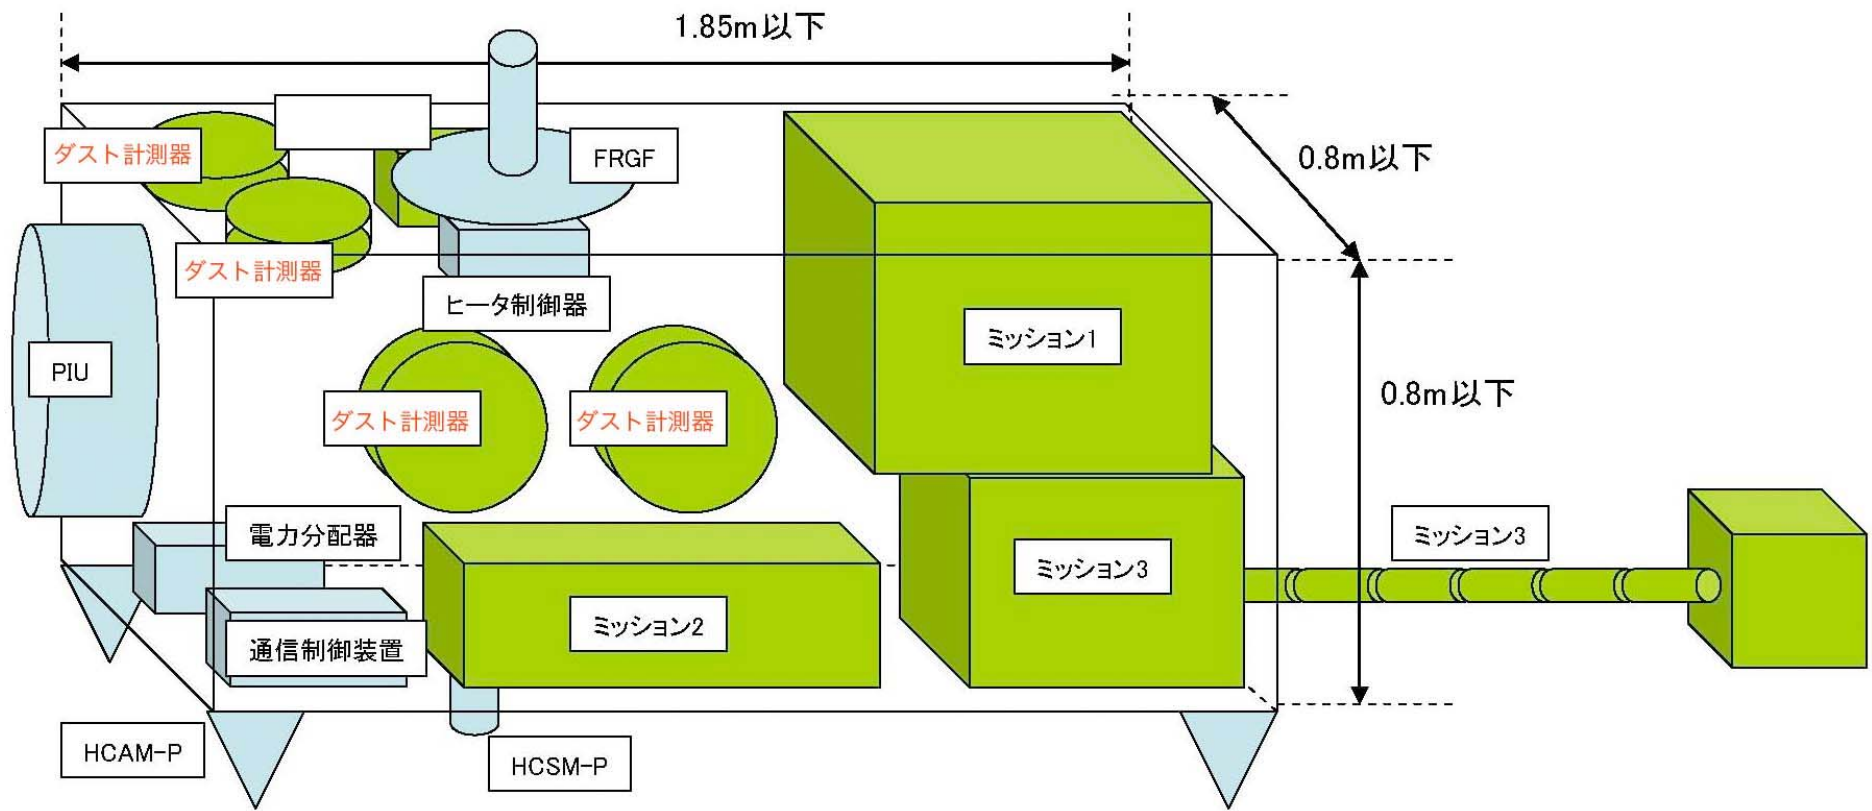 1.85m以下
ダスト計測器
FRGF
0.8m以下
ダスト計測器
ヒータ制御器
ミッション1
PIU
0.8m以下
ダスト計測器
ダスト計測器
電力分配器
ミッション3
ミッション3
ミッション2
通信制御装置
HCAM-P
HCSM-P